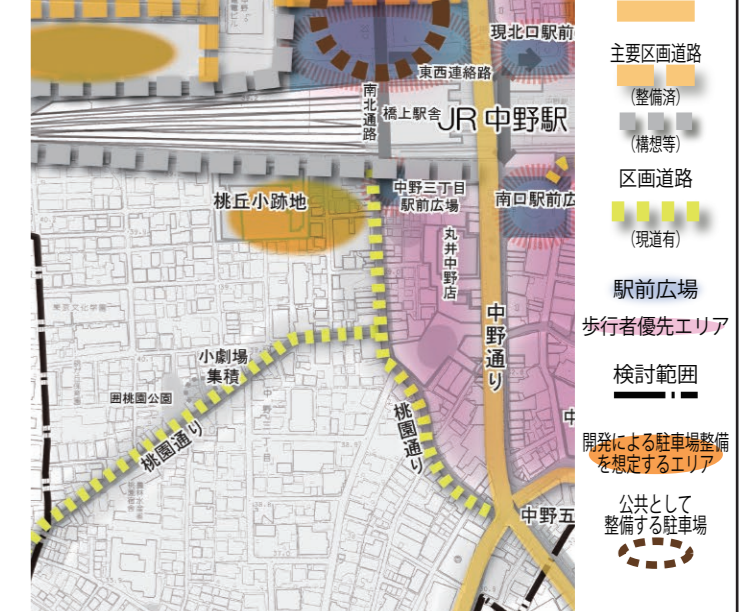 現北口駅前
東西連絡路
南北通路
橋上駅舎
JR 中野駅
中野三丁目
駅前広場
桃丘小跡地
南口駅前広
丸井中野店
中野通り
小劇場
集積
囲桃園公園
中野三丁目
桃園通り
桃園通り
中
中野五
主要区画道路
(整備済)
(構想等)
区画道路
(現道有)
駅前広場
歩行者優先エリア
検討範囲
開発による駐車場整備
を想定するエリア
公共として
整備する駐車場